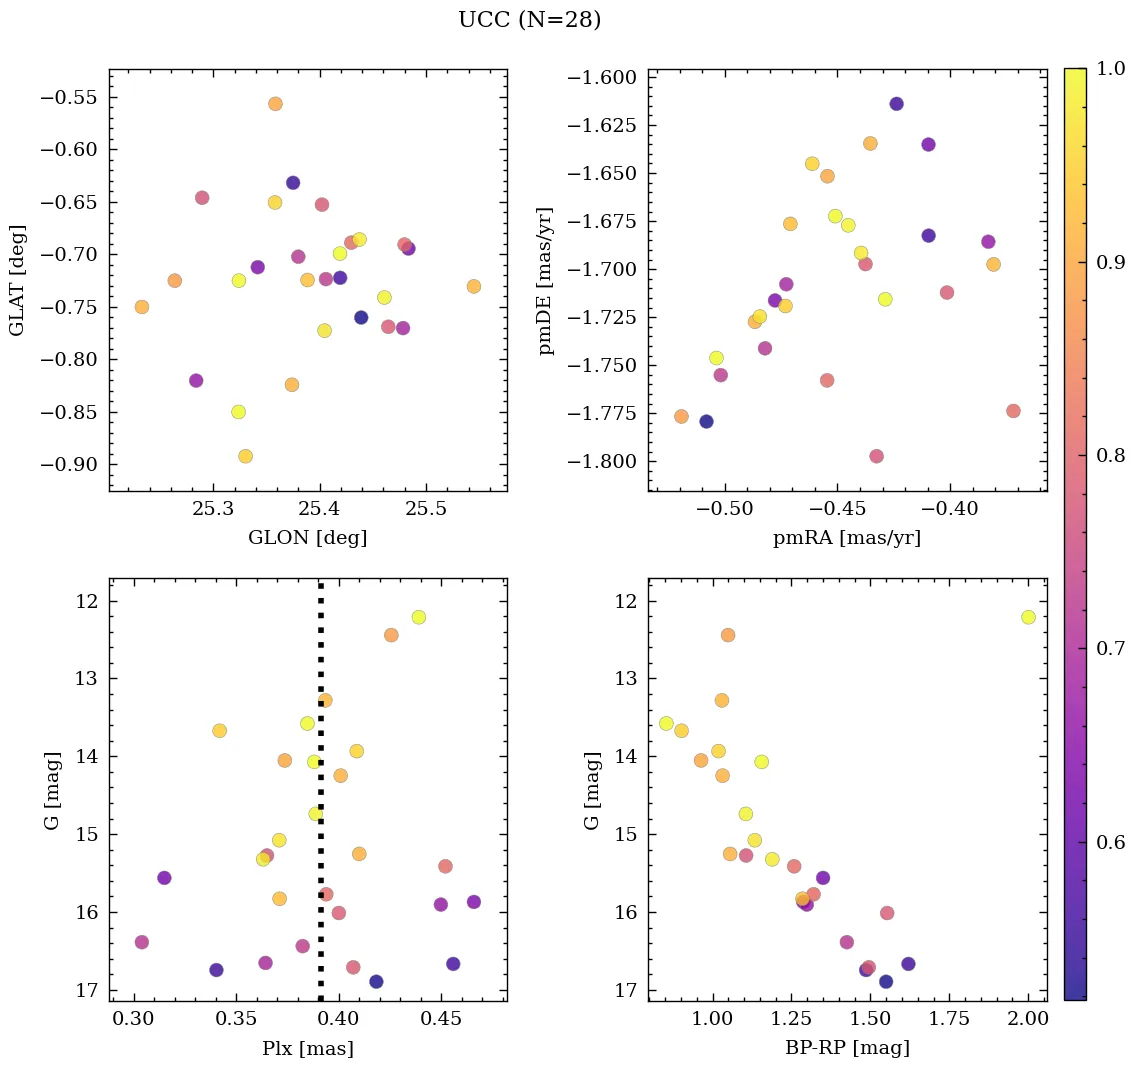 UCC (N=28)
−0.55
−0.60
−0.65
−0.70
−0.75
−0.80
−0.85
−0.90
GLAT [deg]
25.3 25.4 25.5
GLON [deg]
−1.600
−1.625
−1.650
−1.675
−1.700
−1.725
−1.750
−1.775
−1.800
pmDE [mas/yr]
−0.50 −0.45 −0.40
pmRA [mas/yr]
12
13
14
15
16
17
G [mag]
0.30 0.35 0.40 0.45
Plx [mas]
12
13
14
15
16
17
G [mag]
1.00 1.25 1.50 1.75 2.00
BP-RP [mag]
1.0
0.9
0.8
0.7
0.6